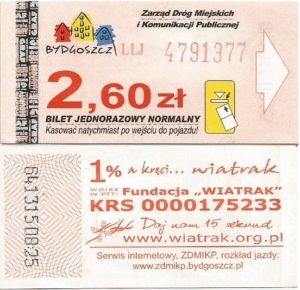 Zarząd Dróg Miejskich
i Komunikacji Publicznej
BYDGOSZCZ
LLJ 4791377
2,60 zł
BILET JEDNORAZOWY NORMALNY
Kasować natychmiast po wejściu do pojazdu!
1% a kręci... wiatrak
WPISZ W PIT: Fundacja „WIATRAK”
KRS 0000175233
Daj nam 15 sekund
www.wiatrak.org.pl
Serwis internetowy, ZDMIKP, rozkład jazdy:
www.zdmikp.bydgoszcz.pl